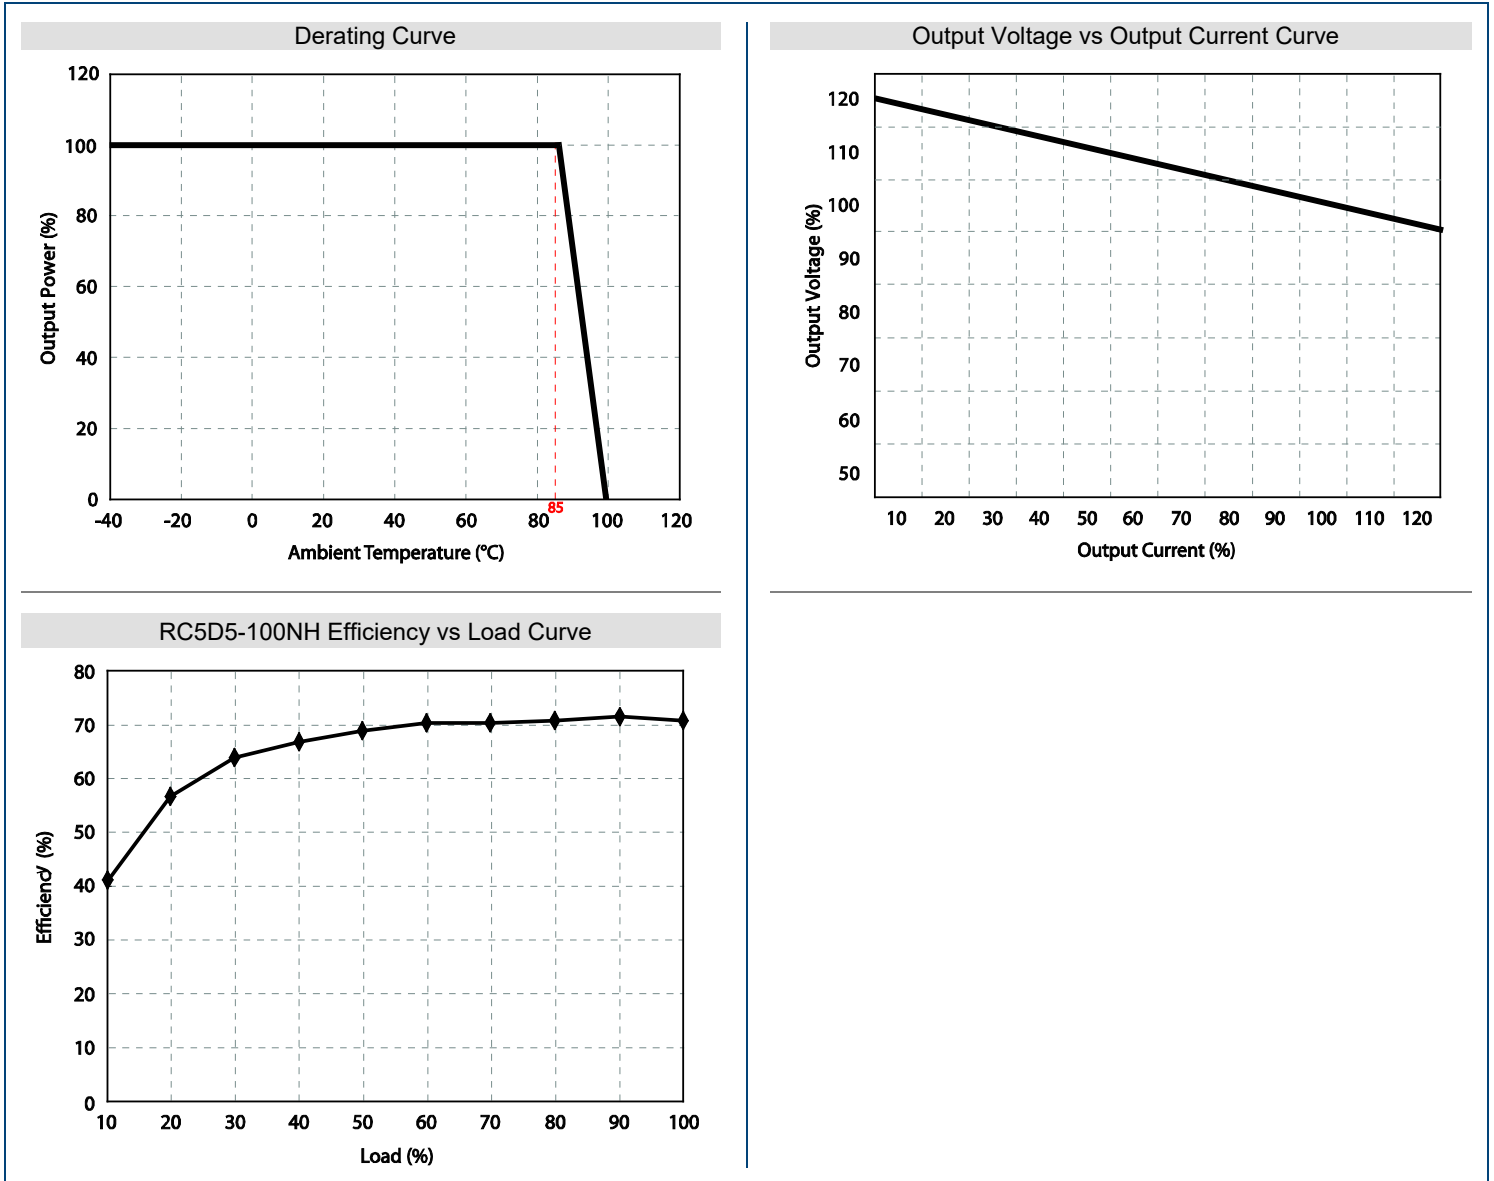 Derating Curve
120
100
80
60
40
20
0
Output Power (%)
-40 -20 0 20 40 60 80 85 100 120
Ambient Temperature (°C)
Output Voltage vs Output Current Curve
120
110
100
90
80
70
60
50
Output Voltage (%)
10 20 30 40 50 60 70 80 90 100 110 120
Output Current (%)
RC5D5-100NH Efficiency vs Load Curve
80
70
60
50
40
30
20
10
0
Efficiency (%)
10 20 30 40 50 60 70 80 90 100
Load (%)